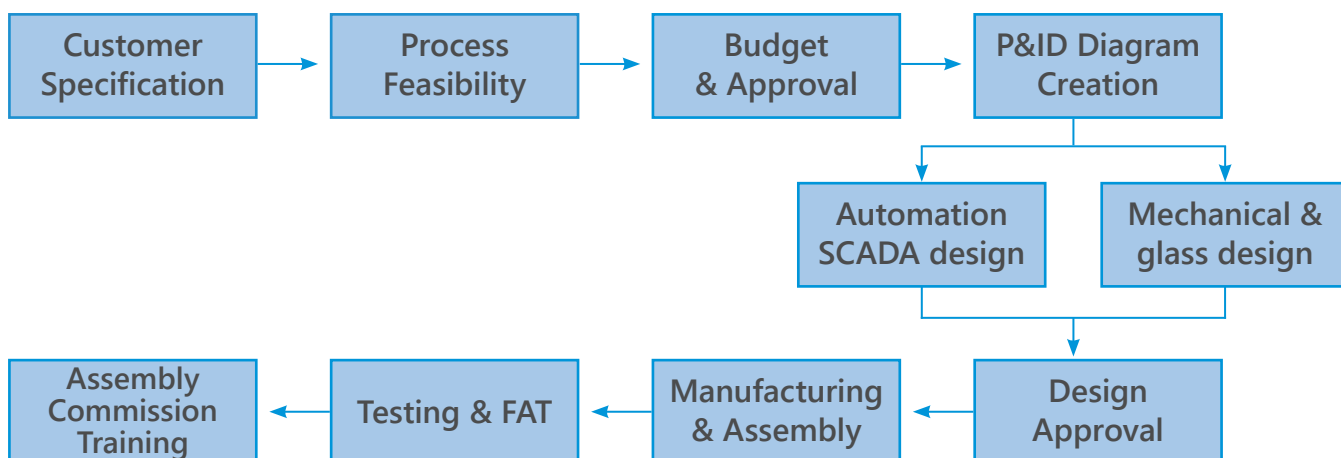 Customer
Specification
Process
Feasibility
Budget
& Approval
P&ID Diagram
Creation
Automation
SCADA design
Mechanical &
glass design
Design
Approval
Manufacturing
& Assembly
Testing & FAT
Assembly
Commission
Training